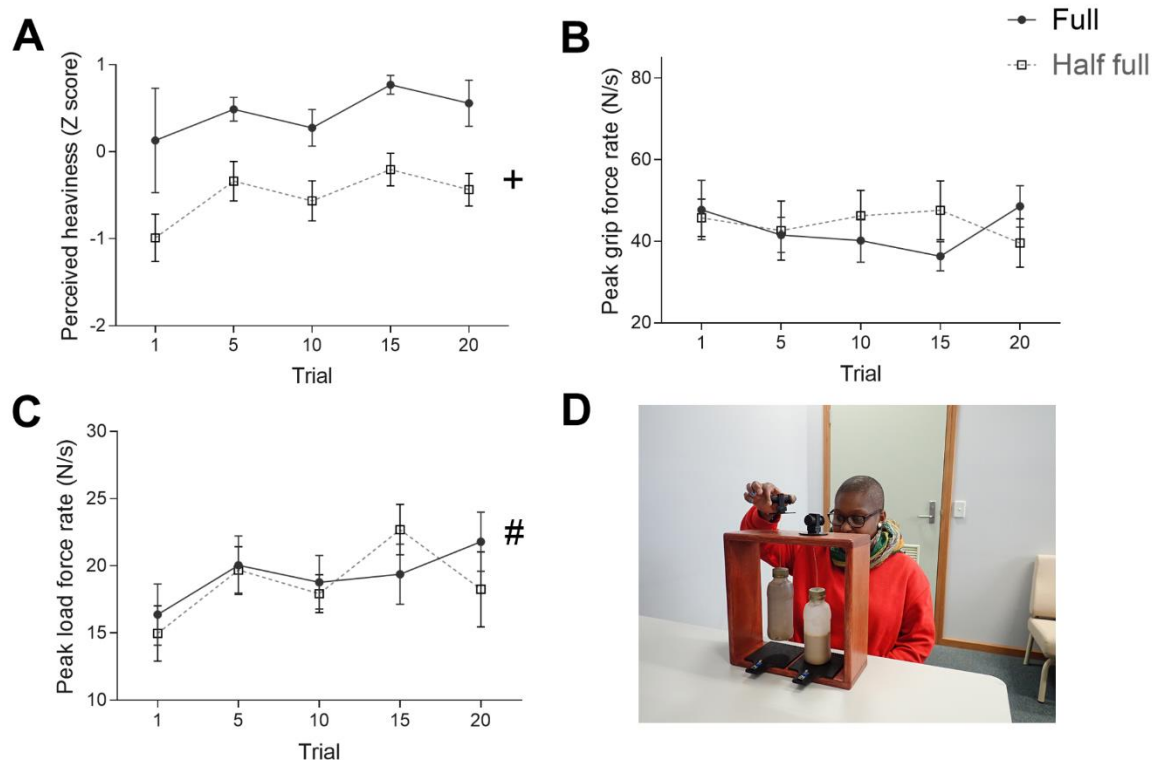 A
Perceived heaviness (Z score)
1
0
-1
-2
1 5 10 15 20
Trial
+
B
Full
Half full
Peak grip force rate (N/s)
80
60
40
20
1 5 10 15 20
Trial
C
Peak load force rate (N/s)
30
25
20
15
10
1 5 10 15 20
Trial
#
D